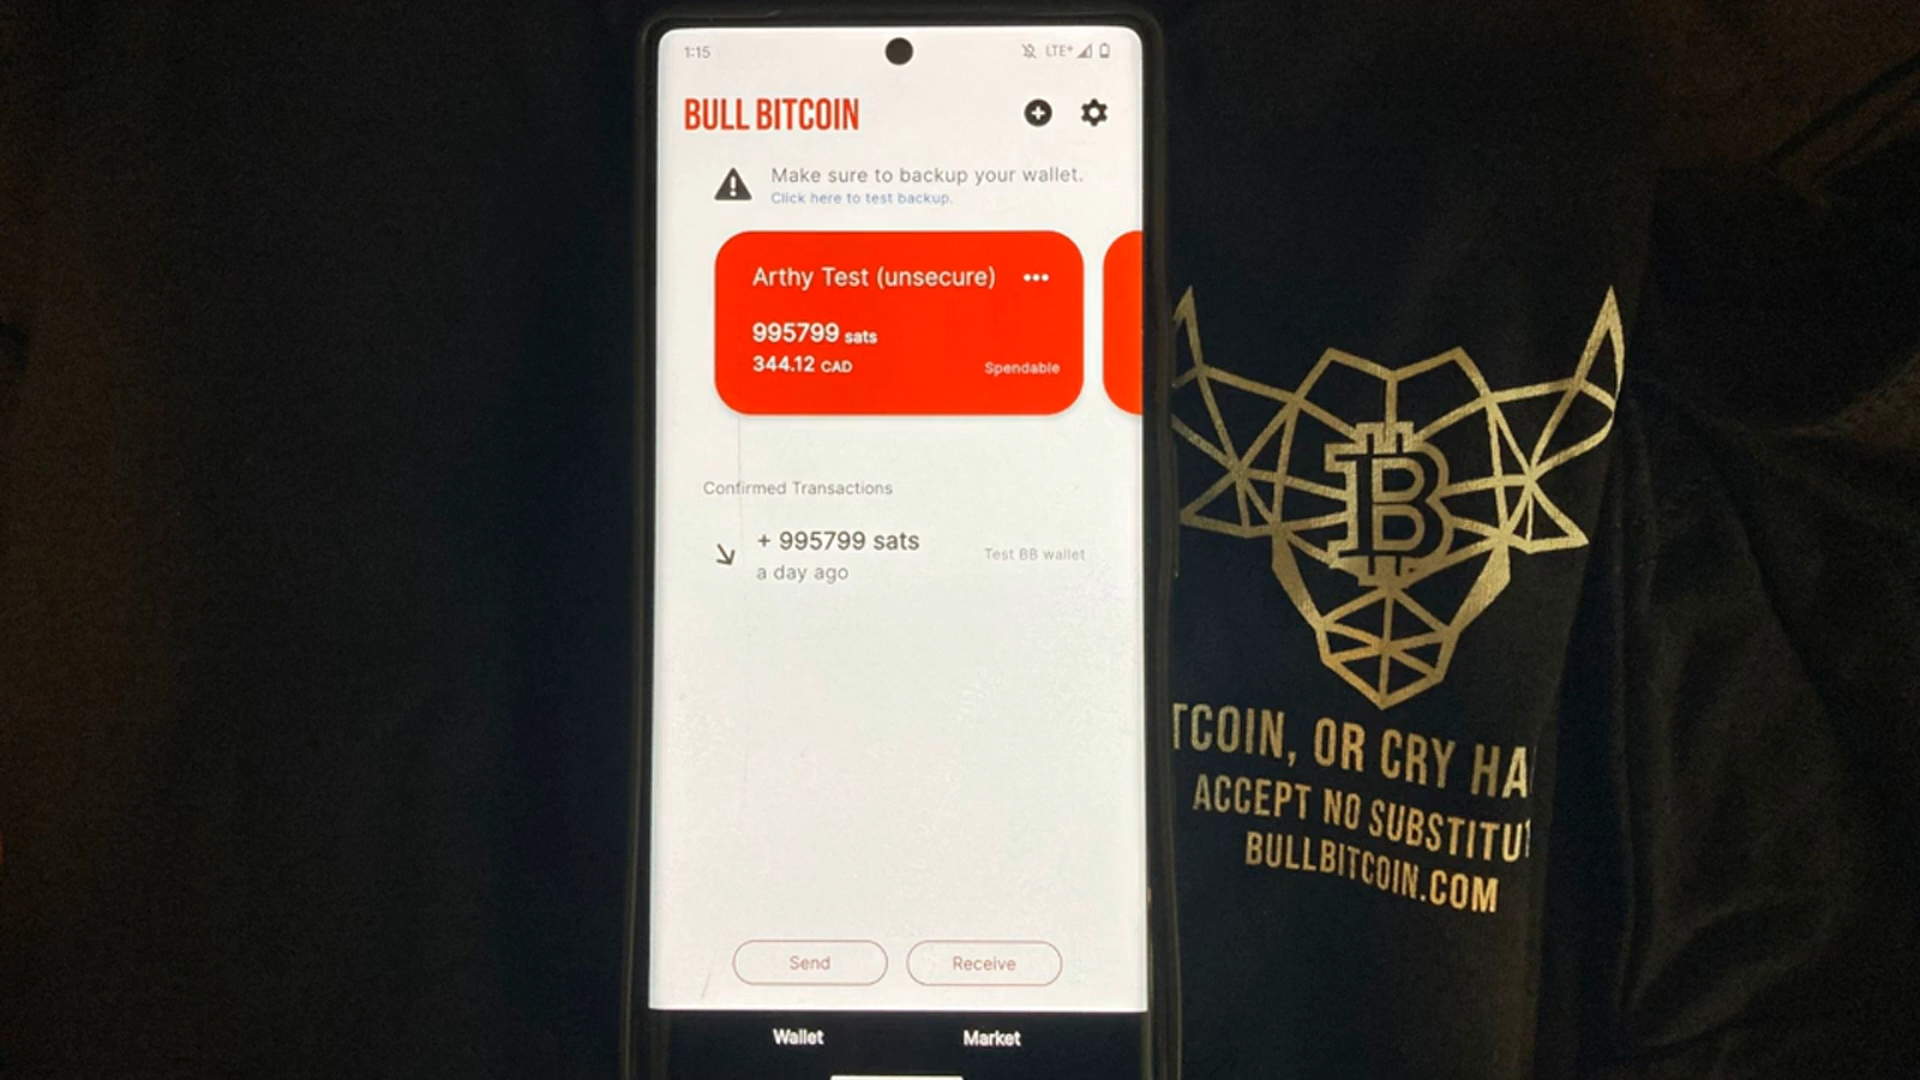 1:15
LTE+
BULL BITCOIN
Make sure to backup your wallet.
Click here to test backup.
Arthy Test (unsecure)
995799 sats
344.12 CAD
Spendable
Confirmed Transactions
+ 995799 sats
a day ago
Test BB wallet
Send
Receive
Wallet
Market
TCOIN, OR CRY HA
ACCEPT NO SUBSTITU
BULLBITCOIN.COM